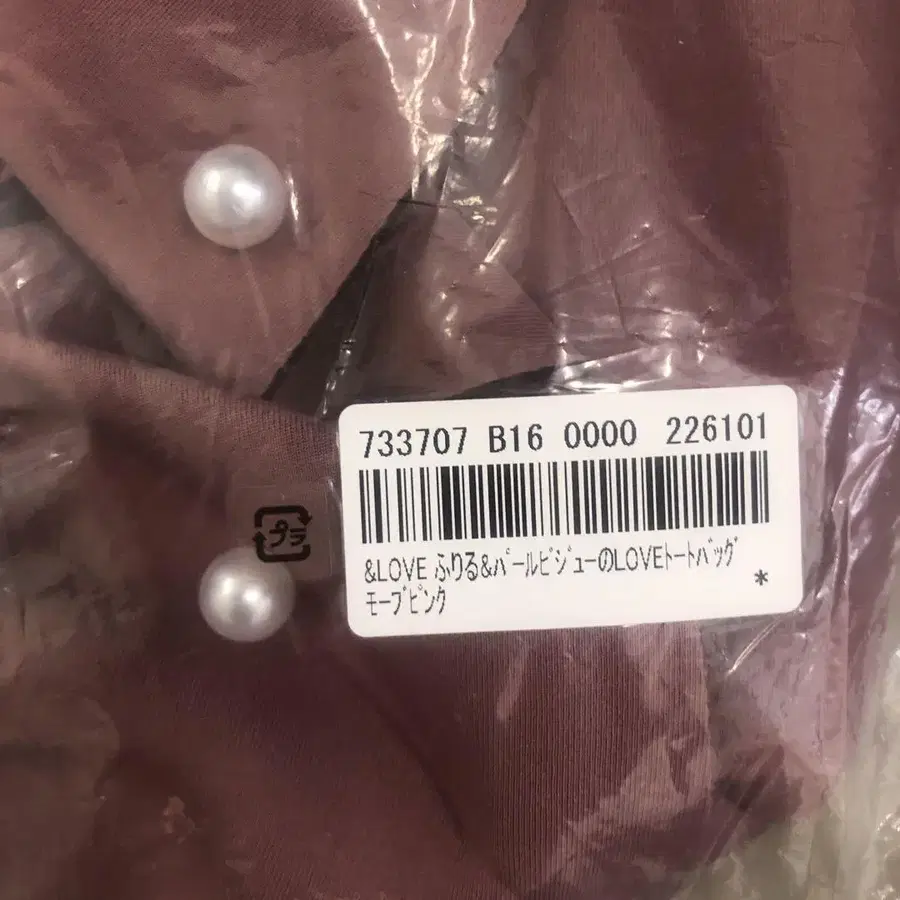 733707 B16 0000 226101
&LOVE ふりる&ﾊﾟｰﾙﾋﾞｼﾞｭｰのLOVEﾄｰﾄﾊﾞｯｸﾞ
ﾓｰﾌﾞﾋﾟﾝｸ *
プラ